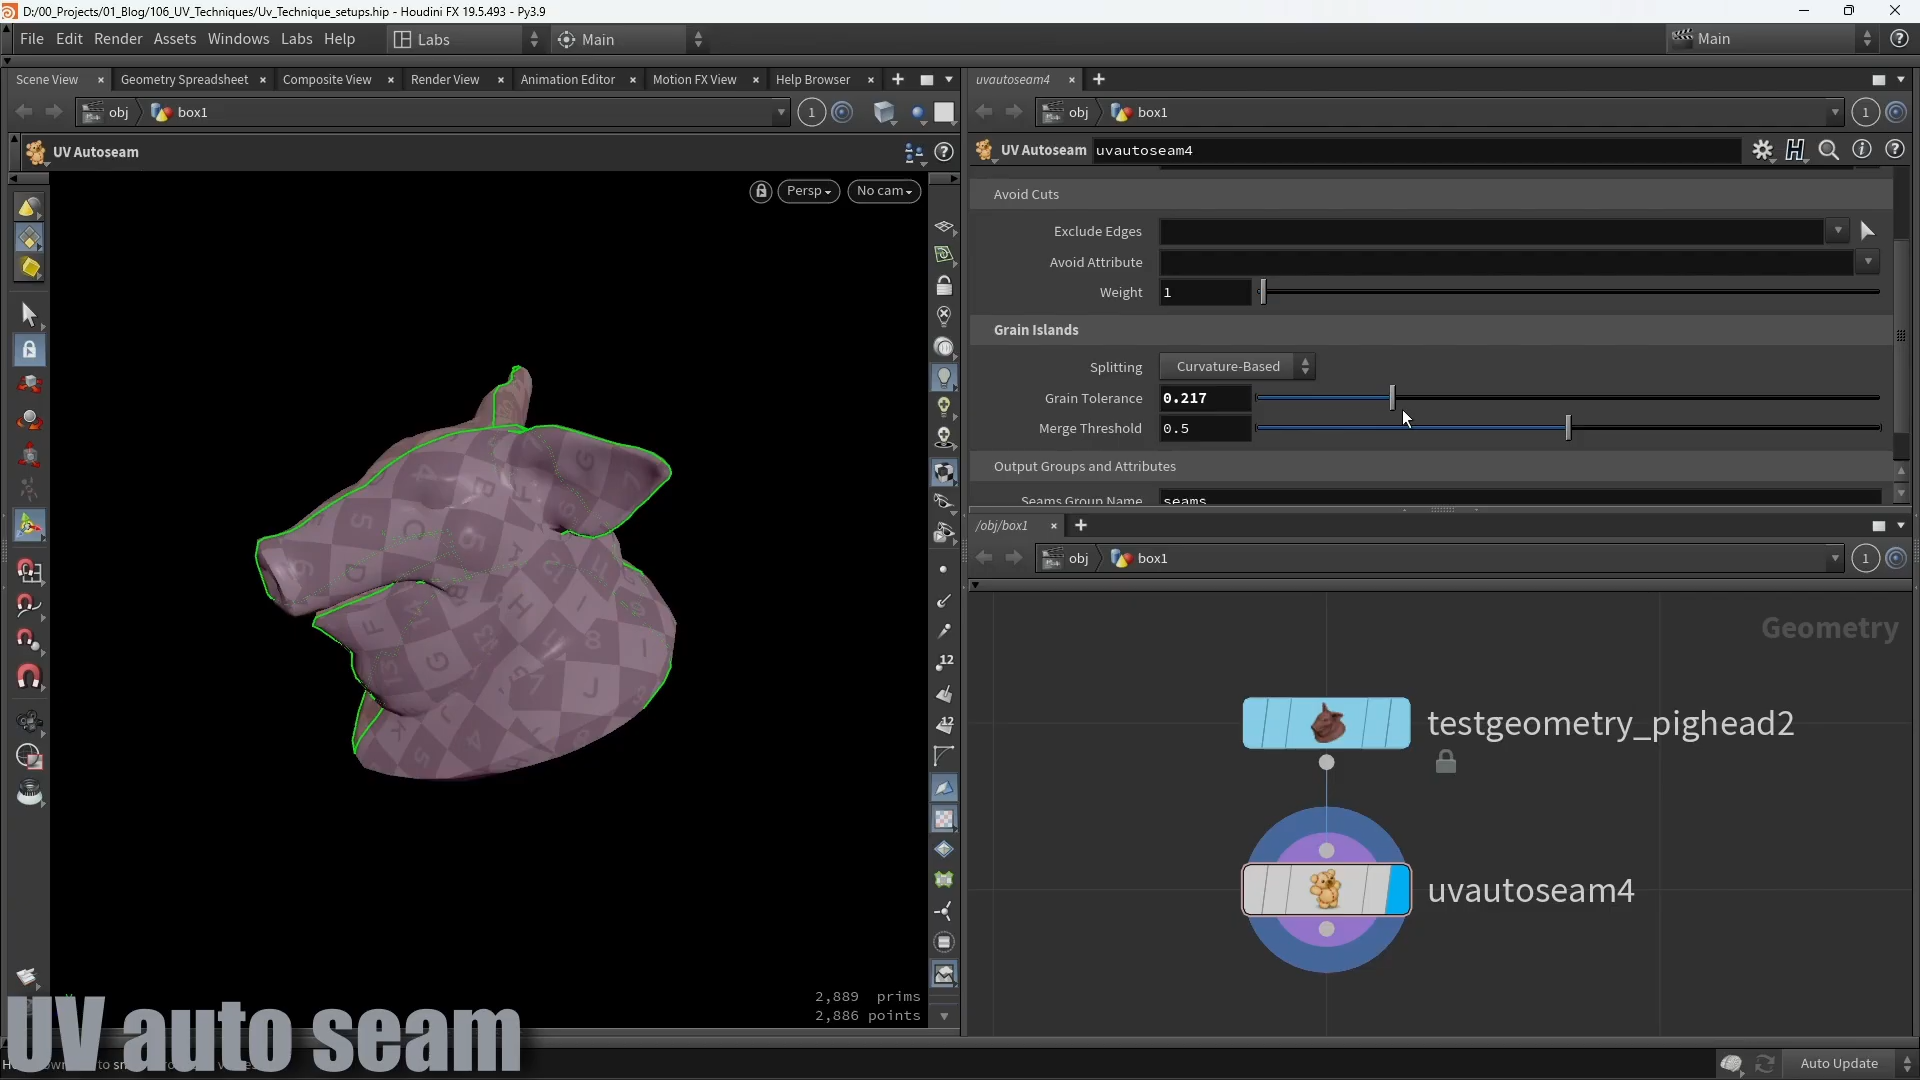 D:/00_Projects/01_Blog/106_UV_Techniques/Uv_Technique_setups.hip - Houdini FX 19.5.493 - Py3.9
File Edit Render Assets Windows Labs Help
Labs
Main
Main
Scene View
Geometry Spreadsheet
Composite View
Render View
Animation Editor
Motion FX View
Help Browser
uvautoseam4
obj box1
1
obj box1
1
UV Autoseam
UV Autoseam uvautoseam4
Persp
No cam
Avoid Cuts
Exclude Edges
Avoid Attribute
Weight 1
Grain Islands
Splitting Curvature-Based
Grain Tolerance 0.217
Merge Threshold 0.5
Output Groups and Attributes
Seams Group Name seams
/obj/box1
obj box1
1
Geometry
testgeometry_pighead2
uvautoseam4
12
12
2,889 prims
2,886 points
UV auto seam
Auto Update